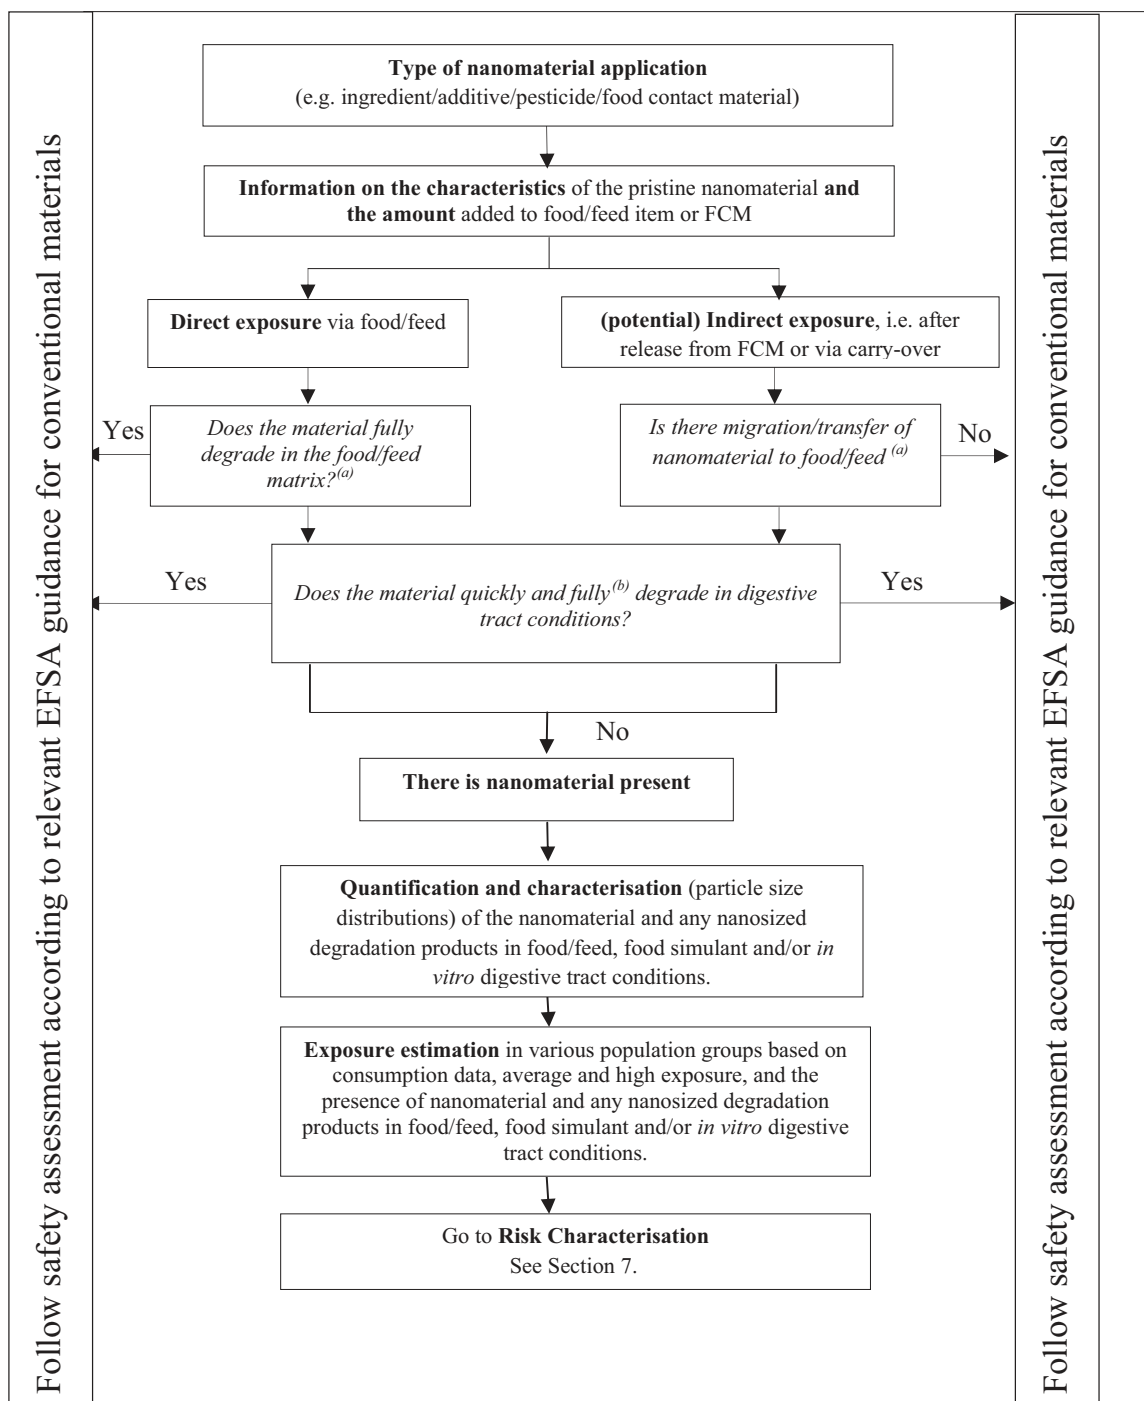 Follow safety assessment according to relevant EFSA guidance for conventional materials
Type of nanomaterial application
(e.g. ingredient/additive/pesticide/food contact material)
Information on the characteristics of the pristine nanomaterial and
the amount added to food/feed item or FCM
Direct exposure via food/feed
(potential) Indirect exposure, i.e. after
release from FCM or via carry-over
Yes
Does the material fully
degrade in the food/feed
matrix?(a)
Is there migration/transfer of
nanomaterial to food/feed (a)
No
Yes
Does the material quickly and fully(b) degrade in digestive
tract conditions?
Yes
No
There is nanomaterial present
Quantification and characterisation (particle size
distributions) of the nanomaterial and any nanosized
degradation products in food/feed, food simulant and/or in
vitro digestive tract conditions.
Exposure estimation in various population groups based on
consumption data, average and high exposure, and the
presence of nanomaterial and any nanosized degradation
products in food/feed, food simulant and/or in vitro digestive
tract conditions.
Go to Risk Characterisation
See Section 7.
Follow safety assessment according to relevant EFSA guidance for conventional materials